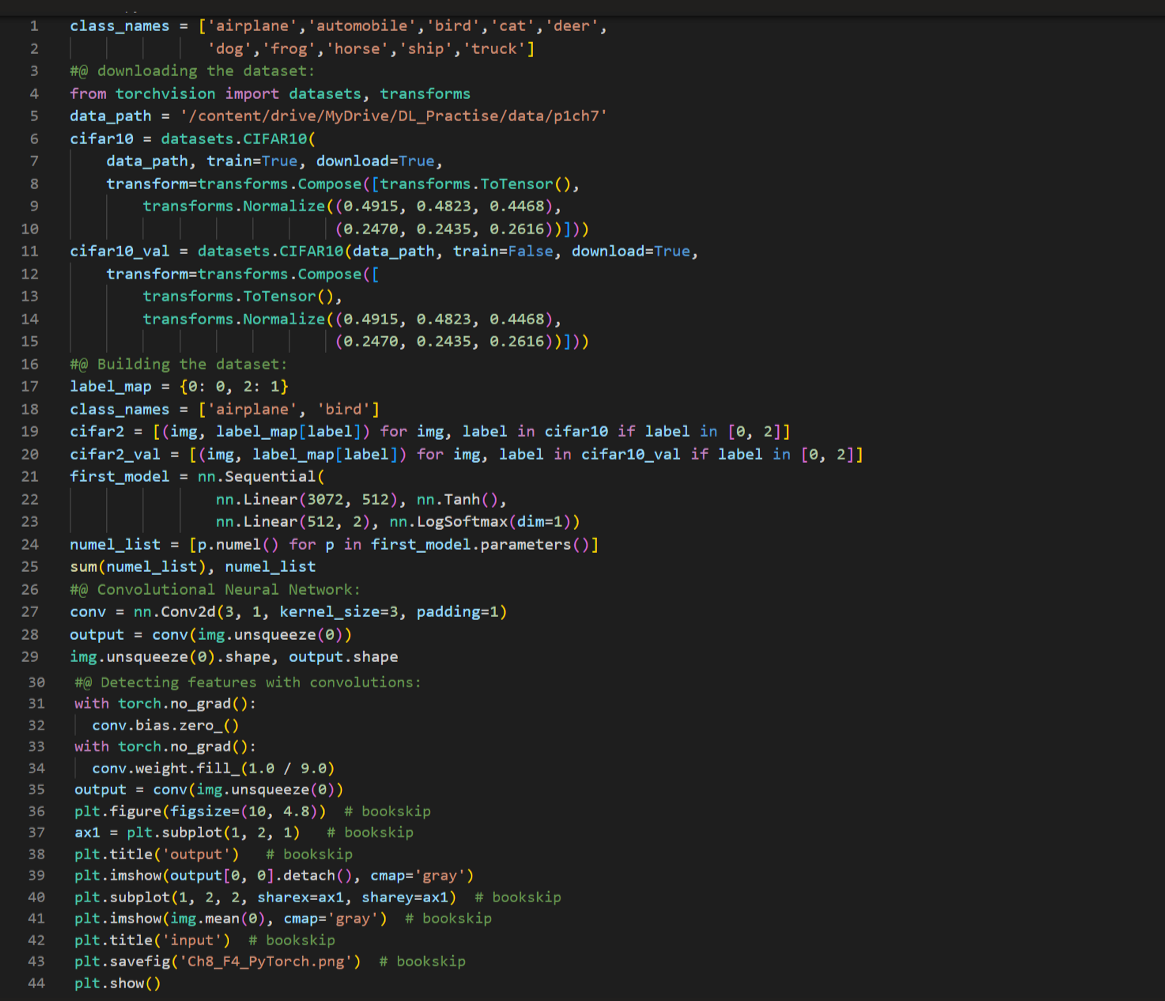 1 class_names = ['airplane','automobile','bird','cat','deer',
2 'dog','frog','horse','ship','truck']
3 #@ downloading the dataset:
4 from torchvision import datasets, transforms
5 data_path = '/content/drive/MyDrive/DL_Practise/data/p1ch7'
6 cifar10 = datasets.CIFAR10(
7 data_path, train=True, download=True,
8 transform=transforms.Compose([transforms.ToTensor(),
9 transforms.Normalize((0.4915, 0.4823, 0.4468),
10 (0.2470, 0.2435, 0.2616))]))
11 cifar10_val = datasets.CIFAR10(data_path, train=False, download=True,
12 transform=transforms.Compose([
13 transforms.ToTensor(),
14 transforms.Normalize((0.4915, 0.4823, 0.4468),
15 (0.2470, 0.2435, 0.2616))]))
16 #@ Building the dataset:
17 label_map = {0: 0, 2: 1}
18 class_names = ['airplane', 'bird']
19 cifar2 = [(img, label_map[label]) for img, label in cifar10 if label in [0, 2]]
20 cifar2_val = [(img, label_map[label]) for img, label in cifar10_val if label in [0, 2]]
21 first_model = nn.Sequential(
22 nn.Linear(3072, 512), nn.Tanh(),
23 nn.Linear(512, 2), nn.LogSoftmax(dim=1))
24 numel_list = [p.numel() for p in first_model.parameters()]
25 sum(numel_list), numel_list
26 #@ Convolutional Neural Network:
27 conv = nn.Conv2d(3, 1, kernel_size=3, padding=1)
28 output = conv(img.unsqueeze(0))
29 img.unsqueeze(0).shape, output.shape
30 #@ Detecting features with convolutions:
31 with torch.no_grad():
32 conv.bias.zero_()
33 with torch.no_grad():
34 conv.weight.fill_(1.0 / 9.0)
35 output = conv(img.unsqueeze(0))
36 plt.figure(figsize=(10, 4.8)) # bookskip
37 ax1 = plt.subplot(1, 2, 1) # bookskip
38 plt.title('output') # bookskip
39 plt.imshow(output[0, 0].detach(), cmap='gray')
40 plt.subplot(1, 2, 2, sharex=ax1, sharey=ax1) # bookskip
41 plt.imshow(img.mean(0), cmap='gray') # bookskip
42 plt.title('input') # bookskip
43 plt.savefig('Ch8_F4_PyTorch.png') # bookskip
44 plt.show()